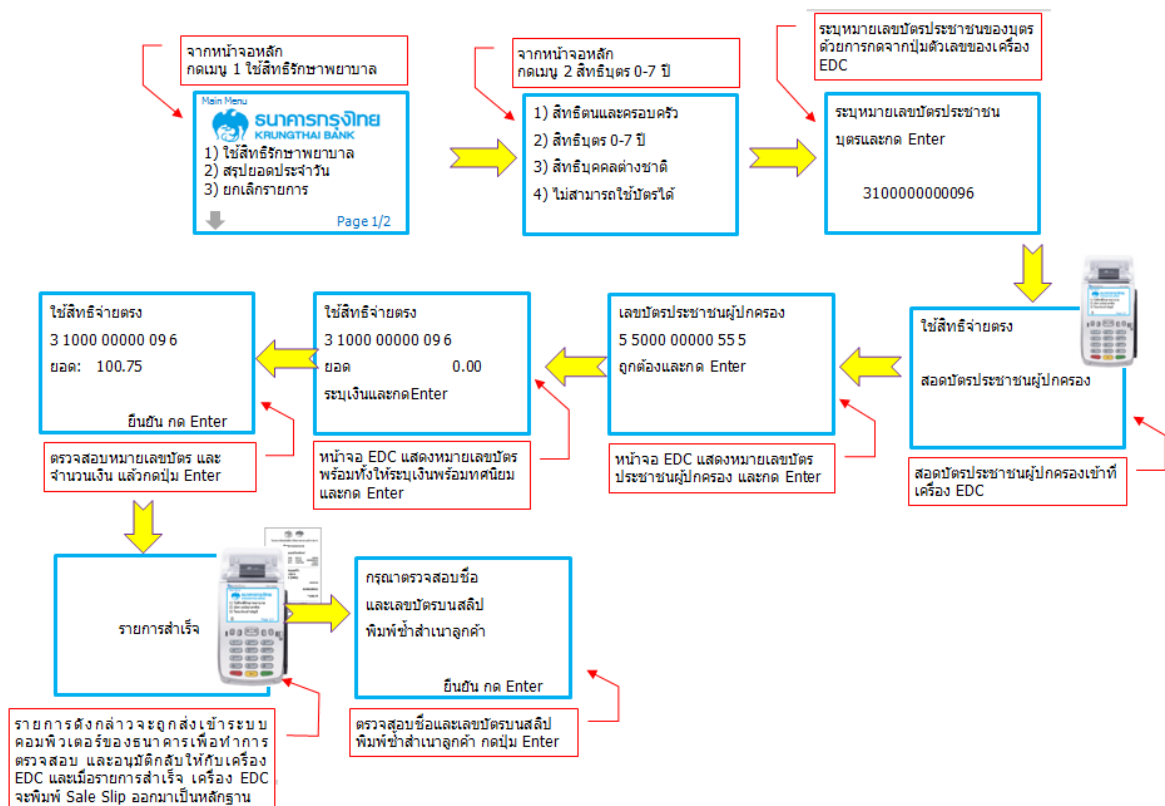 จากหน้าจอหลัก
กดเมนู 1 ใช้สิทธิรักษาพยาบาล
Main Menu
ธนาคารกรุงไทย
KRUNGTHAI BANK
1) ใช้สิทธิรักษาพยาบาล
2) สรุปยอดประจำวัน
3) ยกเลิกรายการ
Page 1/2
จากหน้าจอหลัก
กดเมนู 2 สิทธิบุตร 0-7 ปี
1) สิทธิตนและครอบครัว
2) สิทธิบุตร 0-7 ปี
3) สิทธิบุคคลต่างชาติ
4) ไม่สามารถใช้บัตรได้
ระบุหมายเลขบัตรประชาชนของบุตร
ด้วยการกดจากปุ่มตัวเลขของเครื่อง
EDC
ระบุหมายเลขบัตรประชาชน
บุตรและกด Enter
3100000000096
ใช้สิทธิจ่ายตรง
สอดบัตรประชาชนผู้ปกครอง
สอดบัตรประชาชนผู้ปกครองเข้าที่
เครื่อง EDC
เลขบัตรประชาชนผู้ปกครอง
5 5000 00000 55 5
ถูกต้องและกด Enter
หน้าจอ EDC แสดงหมายเลขบัตร
ประชาชนผู้ปกครอง และกด Enter
ใช้สิทธิจ่ายตรง
3 1000 00000 09 6
ยอด 0.00
ระบุเงินและกดEnter
หน้าจอ EDC แสดงหมายเลขบัตร
พร้อมทั้งให้ระบุเงินพร้อมทศนิยม
และกด Enter
ใช้สิทธิจ่ายตรง
3 1000 00000 09 6
ยอด: 100.75
ยืนยัน กด Enter
ตรวจสอบหมายเลขบัตร และ
จำนวนเงิน แล้วกดปุ่ม Enter
รายการสำเร็จ
รายการดังกล่าวจะถูกส่งเข้าระบบ
คอมพิวเตอร์ของธนาคารเพื่อทำการ
ตรวจสอบ และอนุมัติกลับให้กับเครื่อง
EDC และเมื่อรายการสำเร็จ เครื่อง EDC
จะพิมพ์ Sale Slip ออกมาเป็นหลักฐาน
กรุณาตรวจสอบชื่อ
และเลขบัตรบนสลิป
พิมพ์ซ้ำสำเนาลูกค้า
ยืนยัน กด Enter
ตรวจสอบชื่อและเลขบัตรบนสลิป
พิมพ์ซ้ำสำเนาลูกค้า กดปุ่ม Enter